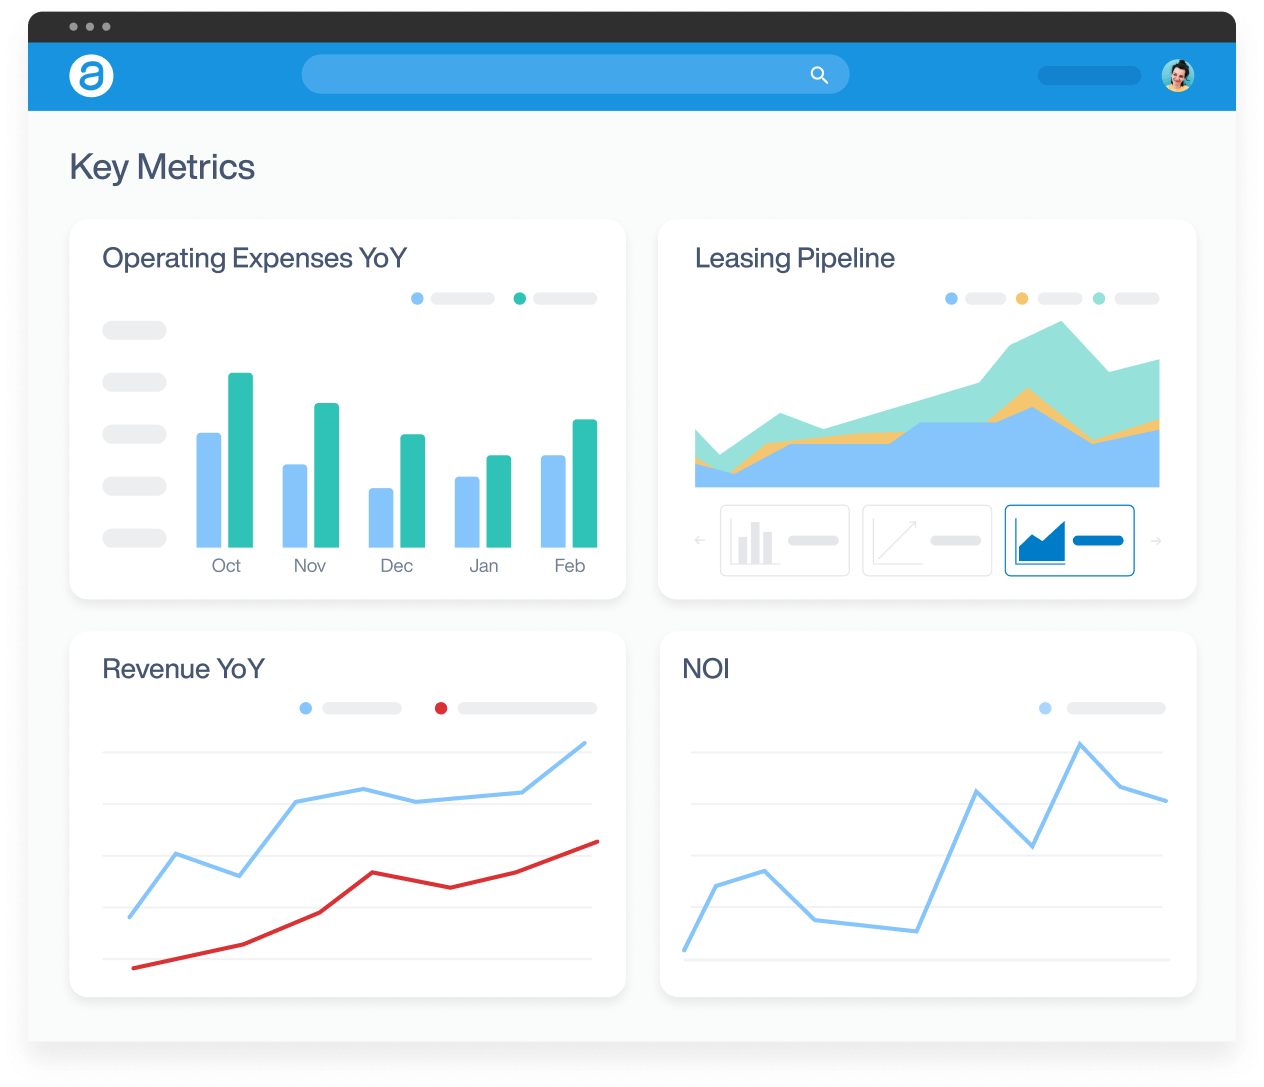 a
Key Metrics
Operating Expenses YoY
Oct Nov Dec Jan Feb
Leasing Pipeline
Revenue YoY
NOI